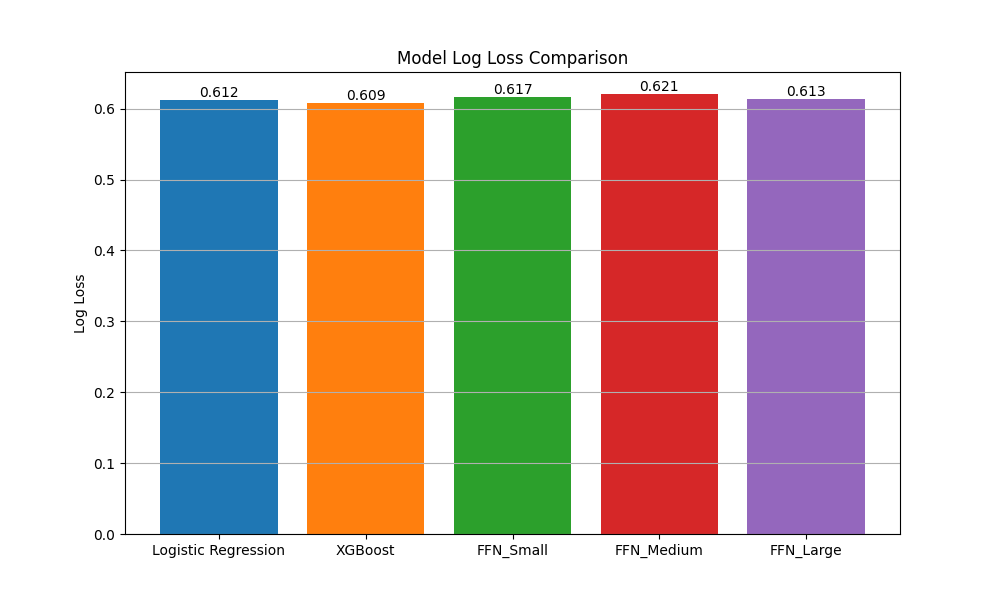 Model Log Loss Comparison
0.612
0.609
0.617
0.621
0.613
0.6
0.5
0.4
0.3
0.2
0.1
0.0
Log Loss
Logistic Regression
XGBoost
FFN_Small
FFN_Medium
FFN_Large